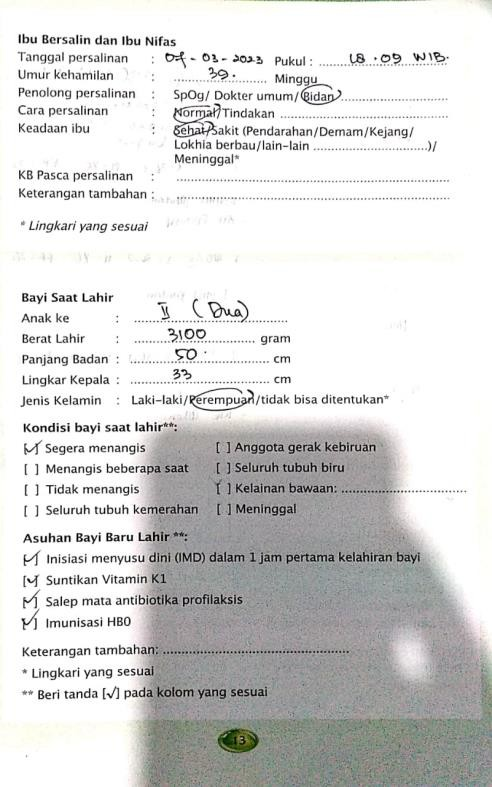 Ibu Bersalin dan Ibu Nifas
Tanggal persalinan : 07 - 03 - 2023 Pukul : 18.09 WIB.
Umur kehamilan : 39. Minggu
Penolong persalinan : SpOg/ Dokter umum/ Bidan
Cara persalinan : Normal/Tindakan
Keadaan ibu : Sehat/Sakit (Pendarahan/Demam/Kejang/
Lokhia berbau/lain-lain ........................)/
Meninggal*
KB Pasca persalinan :
Keterangan tambahan :
* Lingkari yang sesuai
Bayi Saat Lahir
Anak ke : II (Dua)
Berat Lahir : 3100 gram
Panjang Badan : 50 cm
Lingkar Kepala : 33 cm
Jenis Kelamin : Laki-laki/Perempuan/tidak bisa ditentukan*
Kondisi bayi saat lahir**:
[√] Segera menangis [ ] Anggota gerak kebiruan
[ ] Menangis beberapa saat [ ] Seluruh tubuh biru
[ ] Tidak menangis [ ] Kelainan bawaan: ................................
[ ] Seluruh tubuh kemerahan [ ] Meninggal
Asuhan Bayi Baru Lahir **:
[√] Inisiasi menyusu dini (IMD) dalam 1 jam pertama kelahiran bayi
[√] Suntikan Vitamin K1
[√] Salep mata antibiotika profilaksis
[√] Imunisasi HB0
Keterangan tambahan: ................................................
* Lingkari yang sesuai
** Beri tanda [√] pada kolom yang sesuai
13